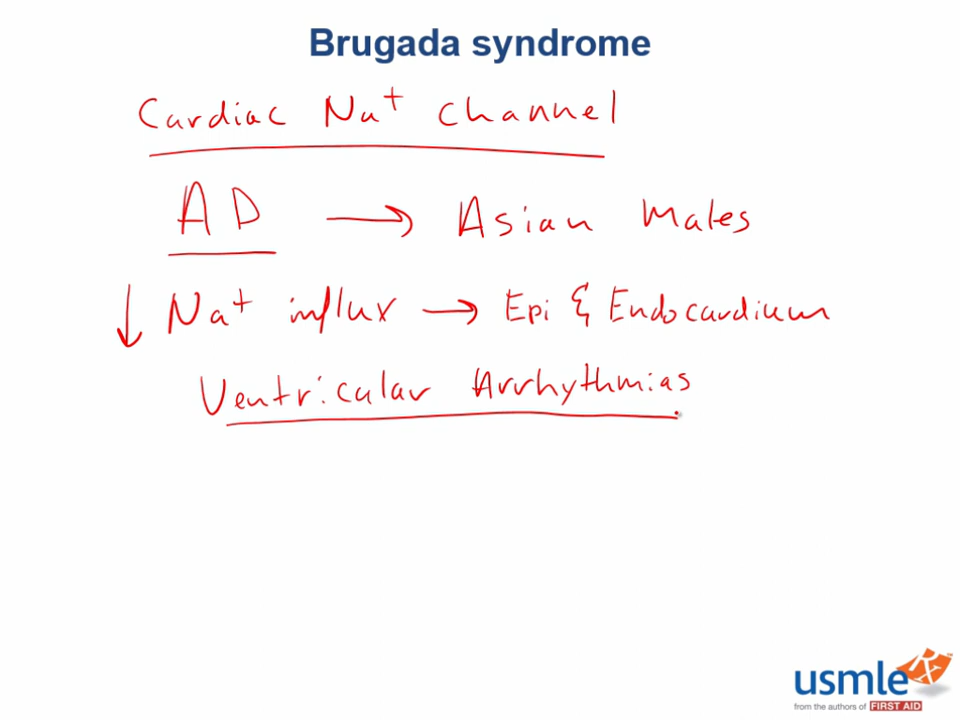 Brugada syndrome
Cardiac Na+ channel
AD → Asian Males
↓ Na+ influx → Epi & Endocardium
Ventricular Arrhythmias
usmle Rx
from the authors of FIRST AID